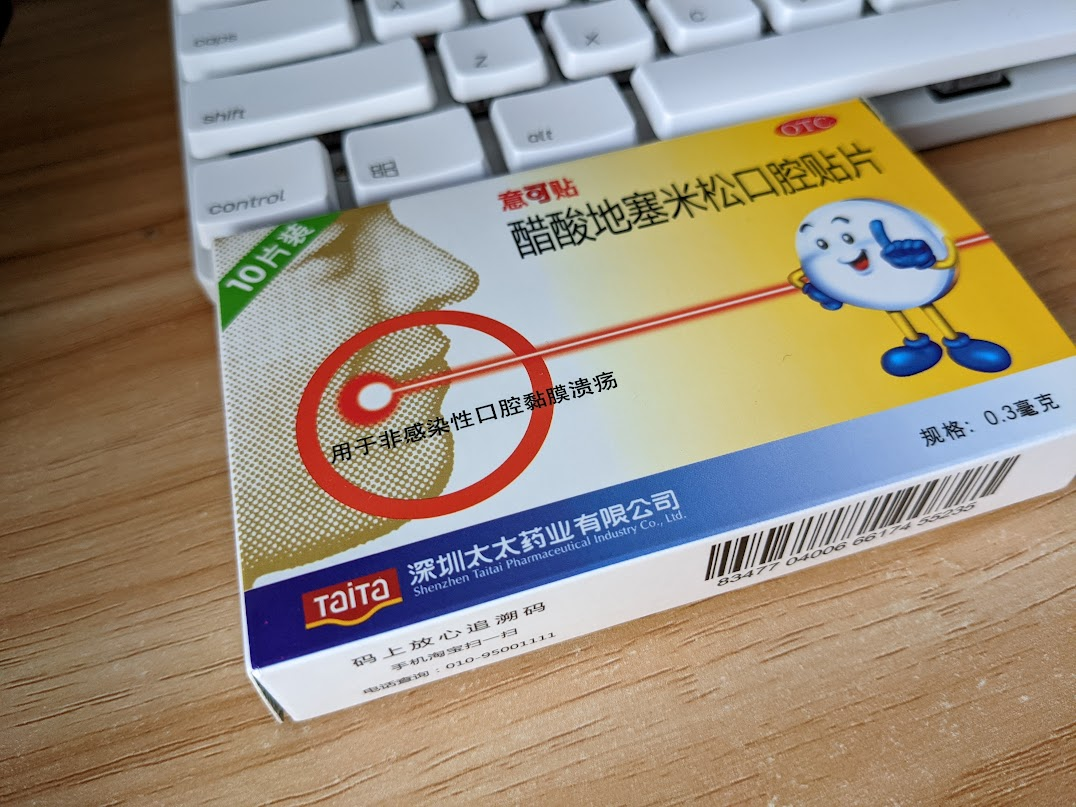 caps
A
Z
X
C
shift
control
alt
OTC
意可贴
醋酸地塞米松口腔贴片
10片装
用于非感染性口腔黏膜溃疡
规格：0.3毫克
TaiTa
深圳太太药业有限公司
Shenzhen Taitai Pharmaceutical Industry Co., Ltd.
83477 04006 66174 55235
码上放心追溯码
手机淘宝扫一扫
电话查询：010-95001111